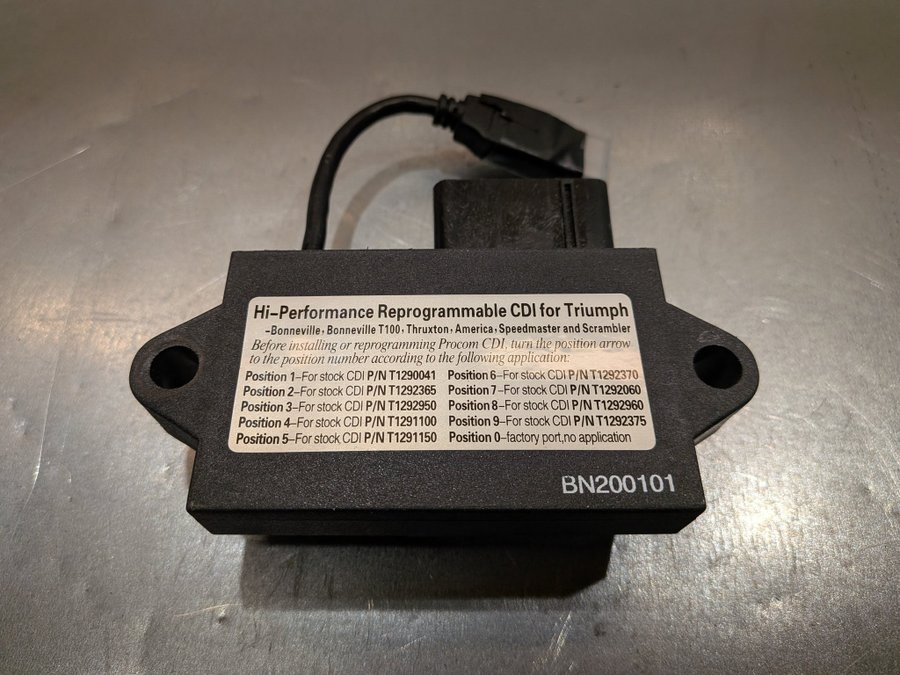 Hi-Performance Reprogrammable CDI for Triumph
-Bonneville, Bonneville T100, Thruxton, America, Speedmaster and Scrambler
Before installing or reprogramming Procom CDI, turn the position arrow
to the position number according to the following application:
Position 1-For stock CDI P/N T1290041
Position 2-For stock CDI P/N T1292365
Position 3-For stock CDI P/N T1292950
Position 4-For stock CDI P/N T1291100
Position 5-For stock CDI P/N T1291150
Position 6-For stock CDI P/N T1292370
Position 7-For stock CDI P/N T1292060
Position 8-For stock CDI P/N T1292960
Position 9-For stock CDI P/N T1292375
Position 0-factory port,no application
BN200101